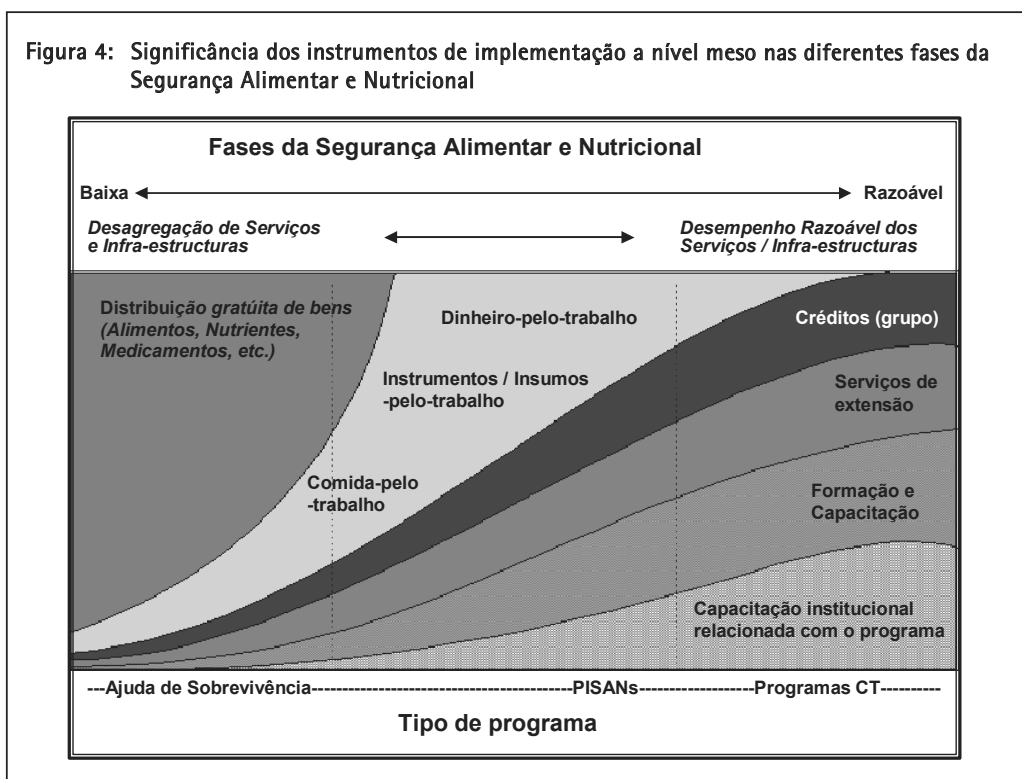 Figura 4: Significância dos instrumentos de implementação a nível meso nas diferentes fases da
Segurança Alimentar e Nutricional
Fases da Segurança Alimentar e Nutricional
Baixa
Razoável
Desagregação de Serviços
e Infra-estructuras
Desempenho Razoável dos
Serviços / Infra-estructuras
Distribuição gratúita de bens
(Alimentos, Nutrientes,
Medicamentos, etc.)
Dinheiro-pelo-trabalho
Créditos (grupo)
Instrumentos / Insumos
-pelo-trabalho
Serviços de
extensão
Comida-pelo
-trabalho
Formação e
Capacitação
Capacitação institucional
relacionada com o programa
---Ajuda de Sobrevivência-----------------------------PISANs-------------------Programas CT----------
Tipo de programa